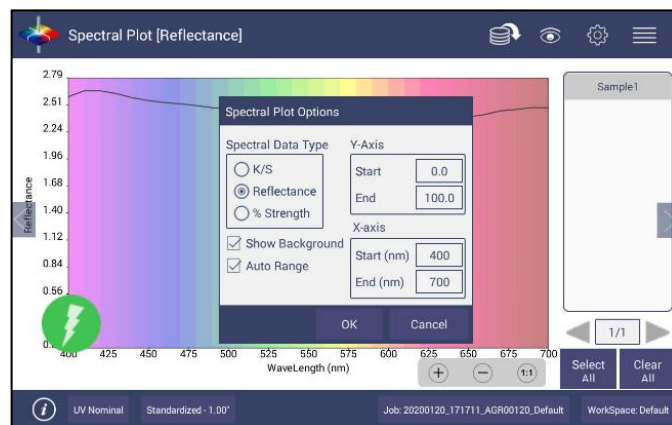 Spectral Plot [Reflectance]
2.79
2.51
2.24
1.96
1.68
1.40
1.12
0.84
0.56
Reflectance
400 425 450 475 500 525 550 575 600 625 650 675 700
WaveLength (nm)
Spectral Plot Options
Spectral Data Type
K/S
Reflectance
% Strength
Show Background
Auto Range
Y-Axis
Start 0.0
End 100.0
X-axis
Start (nm) 400
End (nm) 700
OK Cancel
1:1
Sample1
1/1
Select All
Clear All
i UV Nominal Standardized - 1.00" Job: 20200120_171711_AGR00120_Default WorkSpace: Default